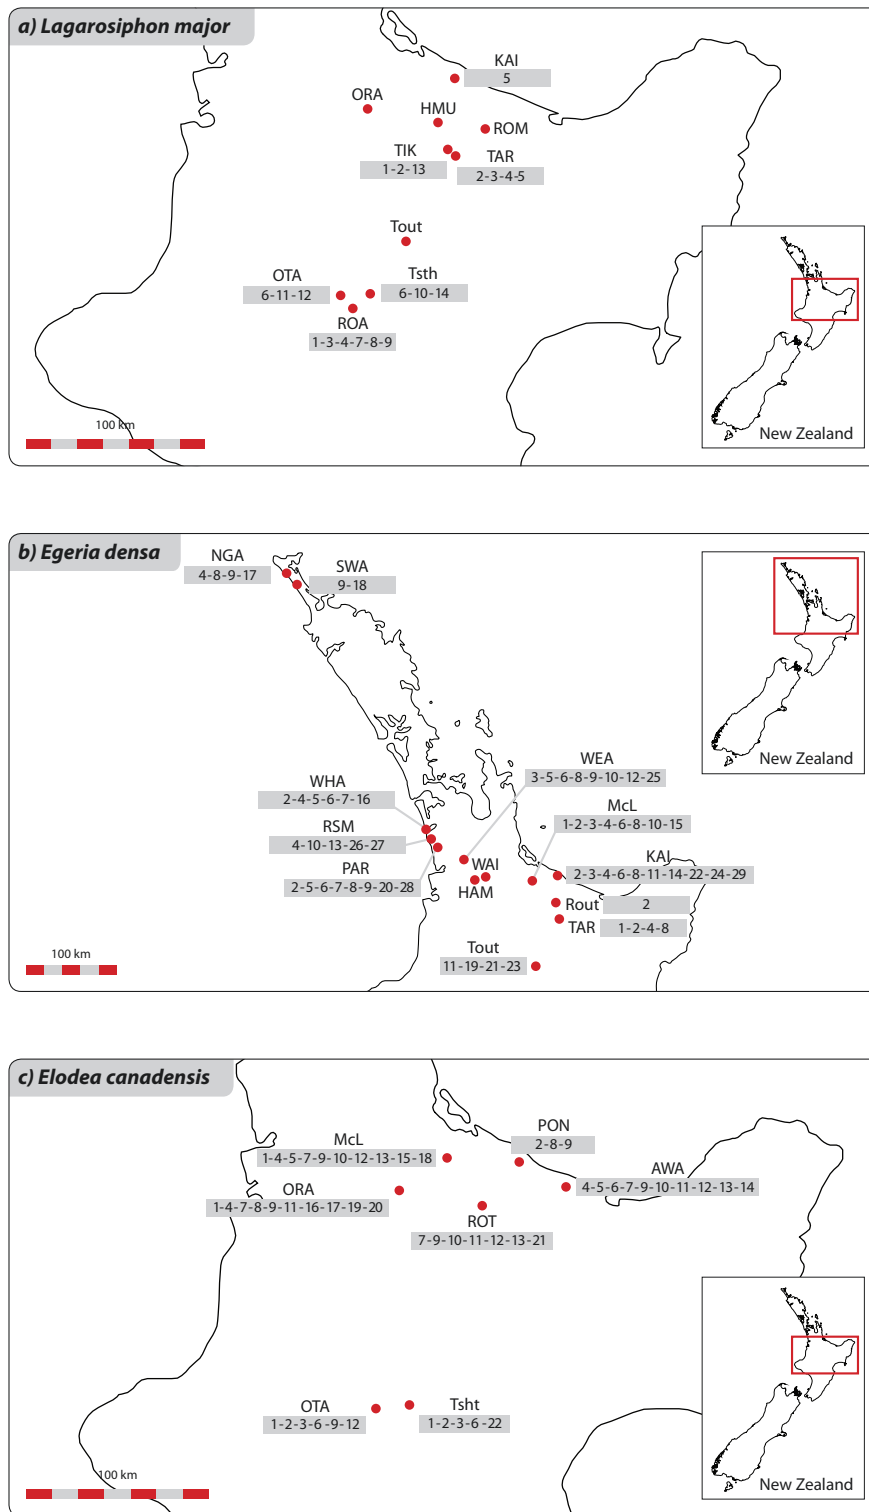 a) Lagarosiphon major
KAI
5
ORA
HMU
ROM
TIK
1-2-13
TAR
2-3-4-5
Tout
OTA
6-11-12
Tsth
6-10-14
ROA
1-3-4-7-8-9
100 km
New Zealand
b) Egeria densa
NGA
4-8-9-17
SWA
9-18
WEA
3-5-6-8-9-10-12-25
WHA
2-4-5-6-7-16
McL
1-2-3-4-6-8-10-15
RSM
4-10-13-26-27
PAR
2-5-6-7-8-9-20-28
WAI
HAM
KAI
2-3-4-6-8-11-14-22-24-29
Rout
2
TAR
1-2-4-8
Tout
11-19-21-23
100 km
New Zealand
c) Elodea canadensis
McL
1-4-5-7-9-10-12-13-15-18
PON
2-8-9
AWA
4-5-6-7-9-10-11-12-13-14
ORA
1-4-7-8-9-11-16-17-19-20
ROT
7-9-10-11-12-13-21
OTA
1-2-3-6-9-12
Tsht
1-2-3-6-22
100 km
New Zealand